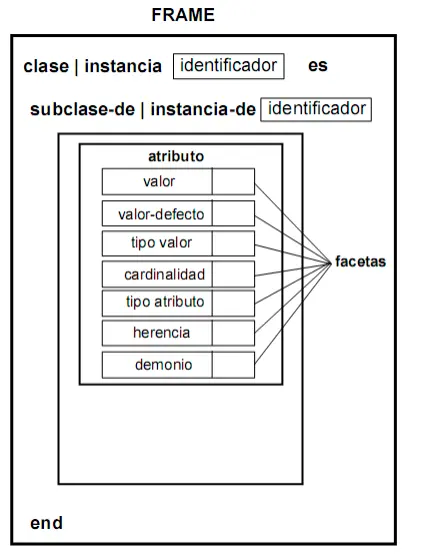 FRAME
clase | instancia identificador es
subclase-de | instancia-de identificador
atributo
valor
valor-defecto
tipo valor
cardinalidad
tipo atributo
herencia
demonio
facetas
end